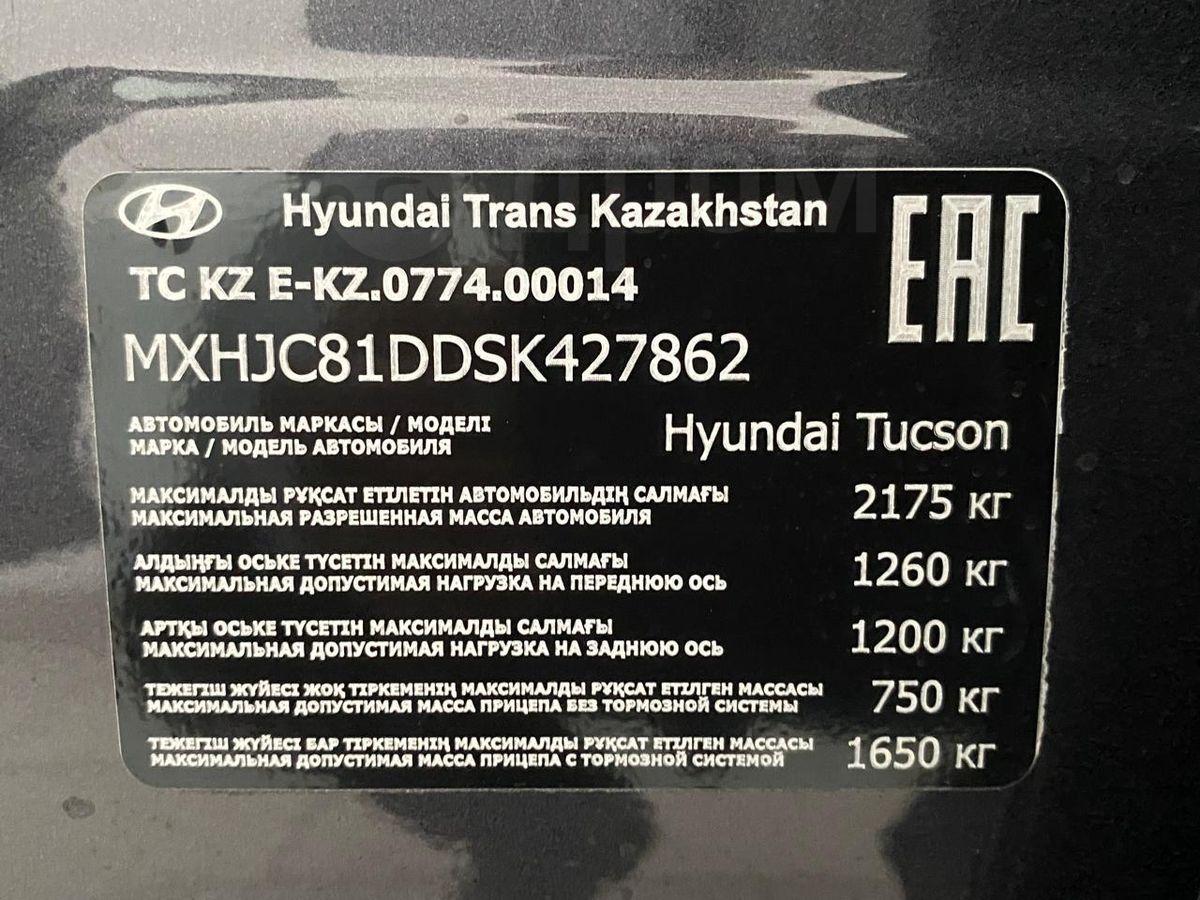 Hyundai Trans Kazakhstan
EAC
TC KZ E-KZ.0774.00014
MXHJC81DDSK427862
АВТОМОБИЛЬ МАРКАСЫ / МОДЕЛІ
МАРКА / МОДЕЛЬ АВТОМОБИЛЯ
Hyundai Tucson
МАКСИМАЛДЫ РҰҚСАТ ЕТІЛЕТІН АВТОМОБИЛЬДІҢ САЛМАҒЫ
МАКСИМАЛЬНАЯ РАЗРЕШЕННАЯ МАССА АВТОМОБИЛЯ
2175 кг
АЛДЫҢҒЫ ОСЬКЕ ТҮСЕТІН МАКСИМАЛДЫ САЛМАҒЫ
МАКСИМАЛЬНАЯ ДОПУСТИМАЯ НАГРУЗКА НА ПЕРЕДНЮЮ ОСЬ
1260 кг
АРТҚЫ ОСЬКЕ ТҮСЕТІН МАКСИМАЛДЫ САЛМАҒЫ
МАКСИМАЛЬНАЯ ДОПУСТИМАЯ НАГРУЗКА НА ЗАДНЮЮ ОСЬ
1200 кг
ТЕЖЕГІШ ЖҮЙЕСІ ЖОҚ ТІРКЕМЕНІҢ МАКСИМАЛДЫ РҰҚСАТ ЕТІЛГЕН МАССАСЫ
МАКСИМАЛЬНАЯ ДОПУСТИМАЯ МАССА ПРИЦЕПА БЕЗ ТОРМОЗНОЙ СИСТЕМЫ
750 кг
ТЕЖЕГІШ ЖҮЙЕСІ БАР ТІРКЕМЕНІҢ МАКСИМАЛДЫ РҰҚСАТ ЕТІЛГЕН МАССАСЫ
МАКСИМАЛЬНАЯ ДОПУСТИМАЯ МАССА ПРИЦЕПА С ТОРМОЗНОЙ СИСТЕМОЙ
1650 кг